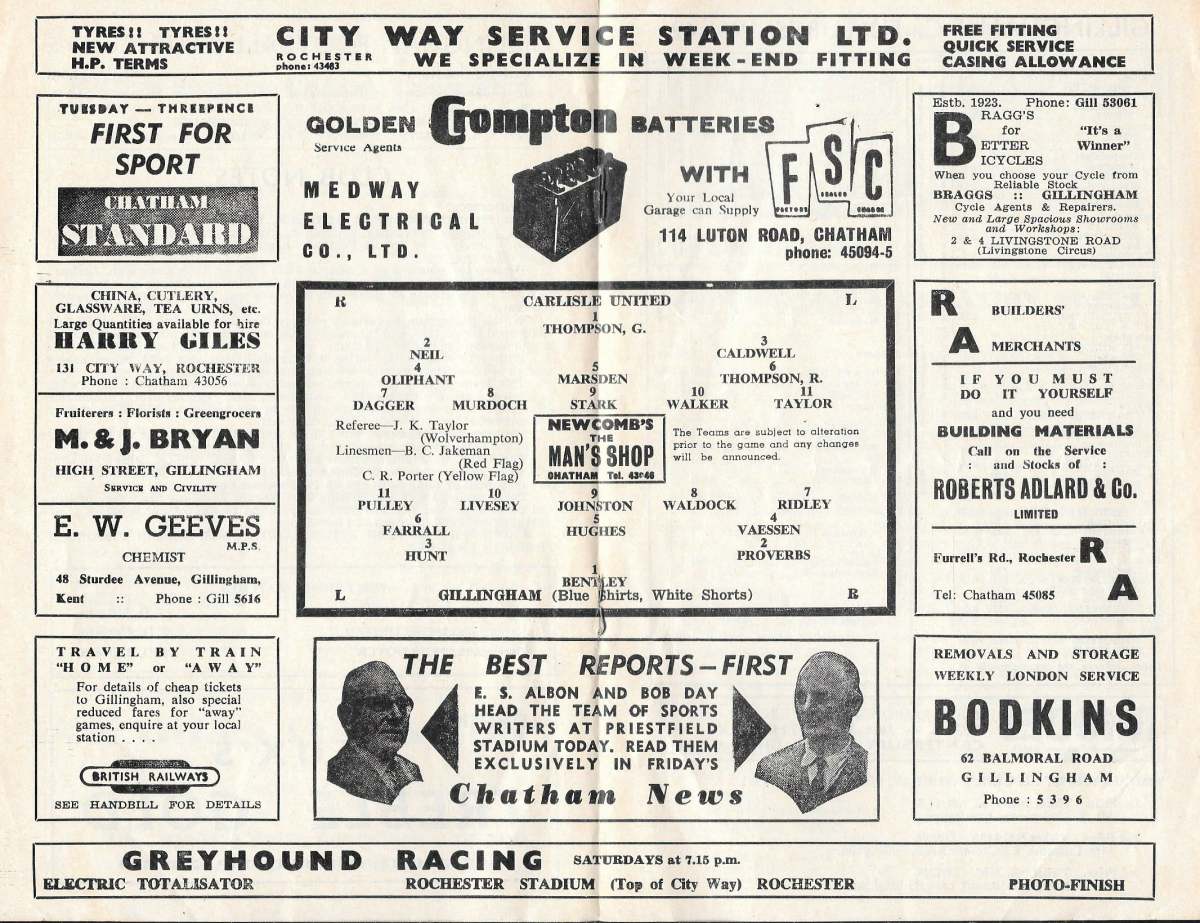 TYRES!! TYRES!!
NEW ATTRACTIVE
H.P. TERMS
CITY WAY SERVICE STATION LTD.
ROCHESTER
phone: 43483
WE SPECIALIZE IN WEEK-END FITTING
FREE FITTING
QUICK SERVICE
CASING ALLOWANCE
TUESDAY — THREEPENCE
FIRST FOR
SPORT
CHATHAM
STANDARD
GOLDEN Crompton BATTERIES
Service Agents
MEDWAY
ELECTRICAL
CO., LTD.
WITH
FSC
FACTORY
SEALED
CHARGE
Your Local
Garage can Supply
114 LUTON ROAD, CHATHAM
phone: 45094-5
Estb. 1923. Phone: Gill 53061
BRAGG'S
for
BETTER
BICYCLES
"It's a
Winner"
When you choose your Cycle from
Reliable Stock
BRAGGS :: GILLINGHAM
Cycle Agents & Repairers.
New and Large Spacious Showrooms
and Workshops:
2 & 4 LIVINGSTONE ROAD
(Livingstone Circus)
CHINA, CUTLERY,
GLASSWARE, TEA URNS, etc.
Large Quantities available for hire
HARRY GILES
131 CITY WAY, ROCHESTER
Phone : Chatham 43056
Fruiterers : Florists : Greengrocers
M. & J. BRYAN
HIGH STREET, GILLINGHAM
SERVICE AND CIVILITY
E. W. GEEVES
M.P.S.
CHEMIST
48 Sturdee Avenue, Gillingham,
Kent :: Phone : Gill 5616
R CARLISLE UNITED L
1
THOMPSON, G.
2 3
NEIL CALDWELL
4 5 6
OLIPHANT MARSDEN THOMPSON, R.
7 8 9 10 11
DAGGER MURDOCH STARK WALKER TAYLOR
Referee—J. K. Taylor
(Wolverhampton)
Linesmen—B. C. Jakeman
(Red Flag)
C. R. Porter (Yellow Flag)
NEWCOMB'S
THE
MAN'S SHOP
CHATHAM Tel. 43646
The Teams are subject to alteration
prior to the game and any changes
will be announced.
11 10 9 8 7
PULLEY LIVESEY JOHNSTON WALDOCK RIDLEY
6 5 4
FARRALL HUGHES VAESSEN
3 2
HUNT PROVERBS
1
BENTLEY
L GILLINGHAM (Blue Shirts, White Shorts) R
R BUILDERS'
A MERCHANTS
IF YOU MUST
DO IT YOURSELF
and you need
BUILDING MATERIALS
Call on the Service
: and Stocks of :
ROBERTS ADLARD & Co.
LIMITED
Furrell's Rd., Rochester R
Tel: Chatham 45085 A
TRAVEL BY TRAIN
"HOME" or "AWAY"
For details of cheap tickets
to Gillingham, also special
reduced fares for "away"
games, enquire at your local
station . . . .
BRITISH RAILWAYS
SEE HANDBILL FOR DETAILS
THE BEST REPORTS—FIRST
E. S. ALBON AND BOB DAY
HEAD THE TEAM OF SPORTS
WRITERS AT PRIESTFIELD
STADIUM TODAY. READ THEM
EXCLUSIVELY IN FRIDAY'S
Chatham News
REMOVALS AND STORAGE
WEEKLY LONDON SERVICE
BODKINS
62 BALMORAL ROAD
GILLINGHAM
Phone : 5396
GREYHOUND RACING SATURDAYS at 7.15 p.m.
ELECTRIC TOTALISATOR ROCHESTER STADIUM (Top of City Way) ROCHESTER PHOTO-FINISH